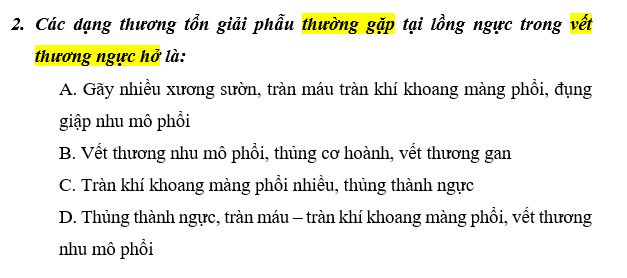 2. Các dạng thương tổn giải phẫu thường gặp tại lồng ngực trong vết
thương ngực hở là:
A. Gãy nhiều xương sườn, tràn máu tràn khí khoang màng phổi, đụng
giập nhu mô phổi
B. Vết thương nhu mô phổi, thủng cơ hoành, vết thương gan
C. Tràn khí khoang màng phổi nhiều, thủng thành ngực
D. Thủng thành ngực, tràn máu – tràn khí khoang màng phổi, vết thương
nhu mô phổi